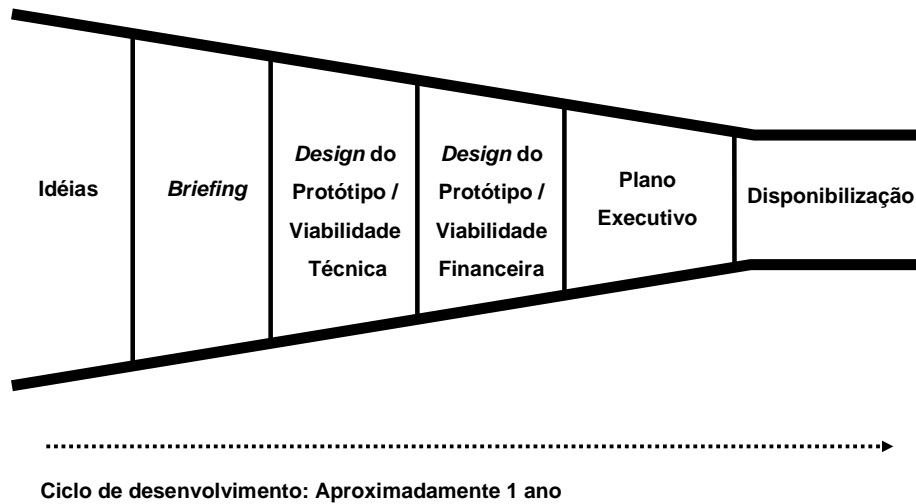 Idéias
Briefing
Design do
Protótipo /
Viabilidade
Técnica
Design do
Protótipo /
Viabilidade
Financeira
Plano
Executivo
Disponibilização
Ciclo de desenvolvimento: Aproximadamente 1 ano